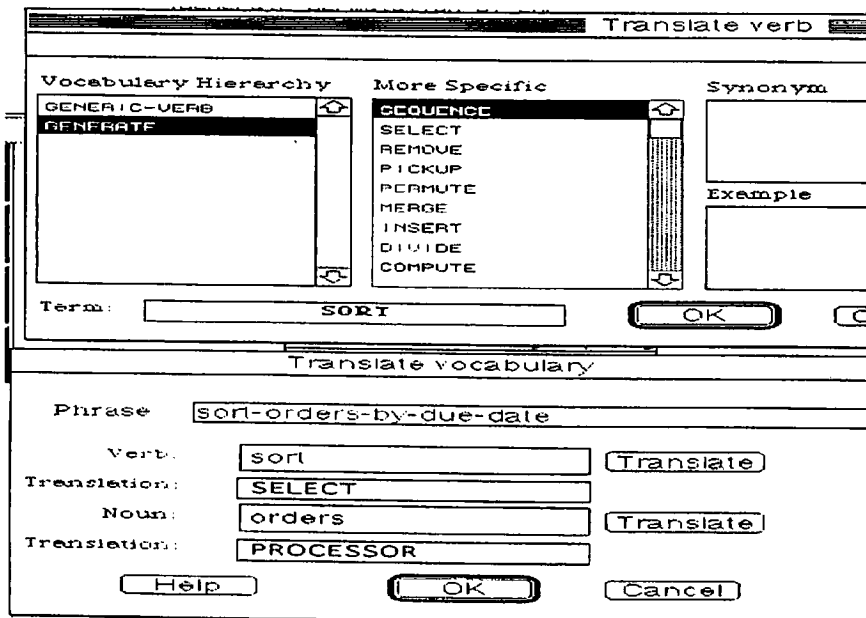 Translate verb
Vocabulary Hierarchy
GENERIC-VERB
GENERATE
More Specific
SEQUENCE
SELECT
REMOVE
PICKUP
PERMUTE
MERGE
INSERT
DIVIDE
COMPUTE
Synonym
Example
Term:
SORT
OK
Translate vocabulary
Phrase
sort-orders-by-due-date
Verb:
sort
Translate
Translation:
SELECT
Noun:
orders
Translate
Translation:
PROCESSOR
Help
OK
Cancel